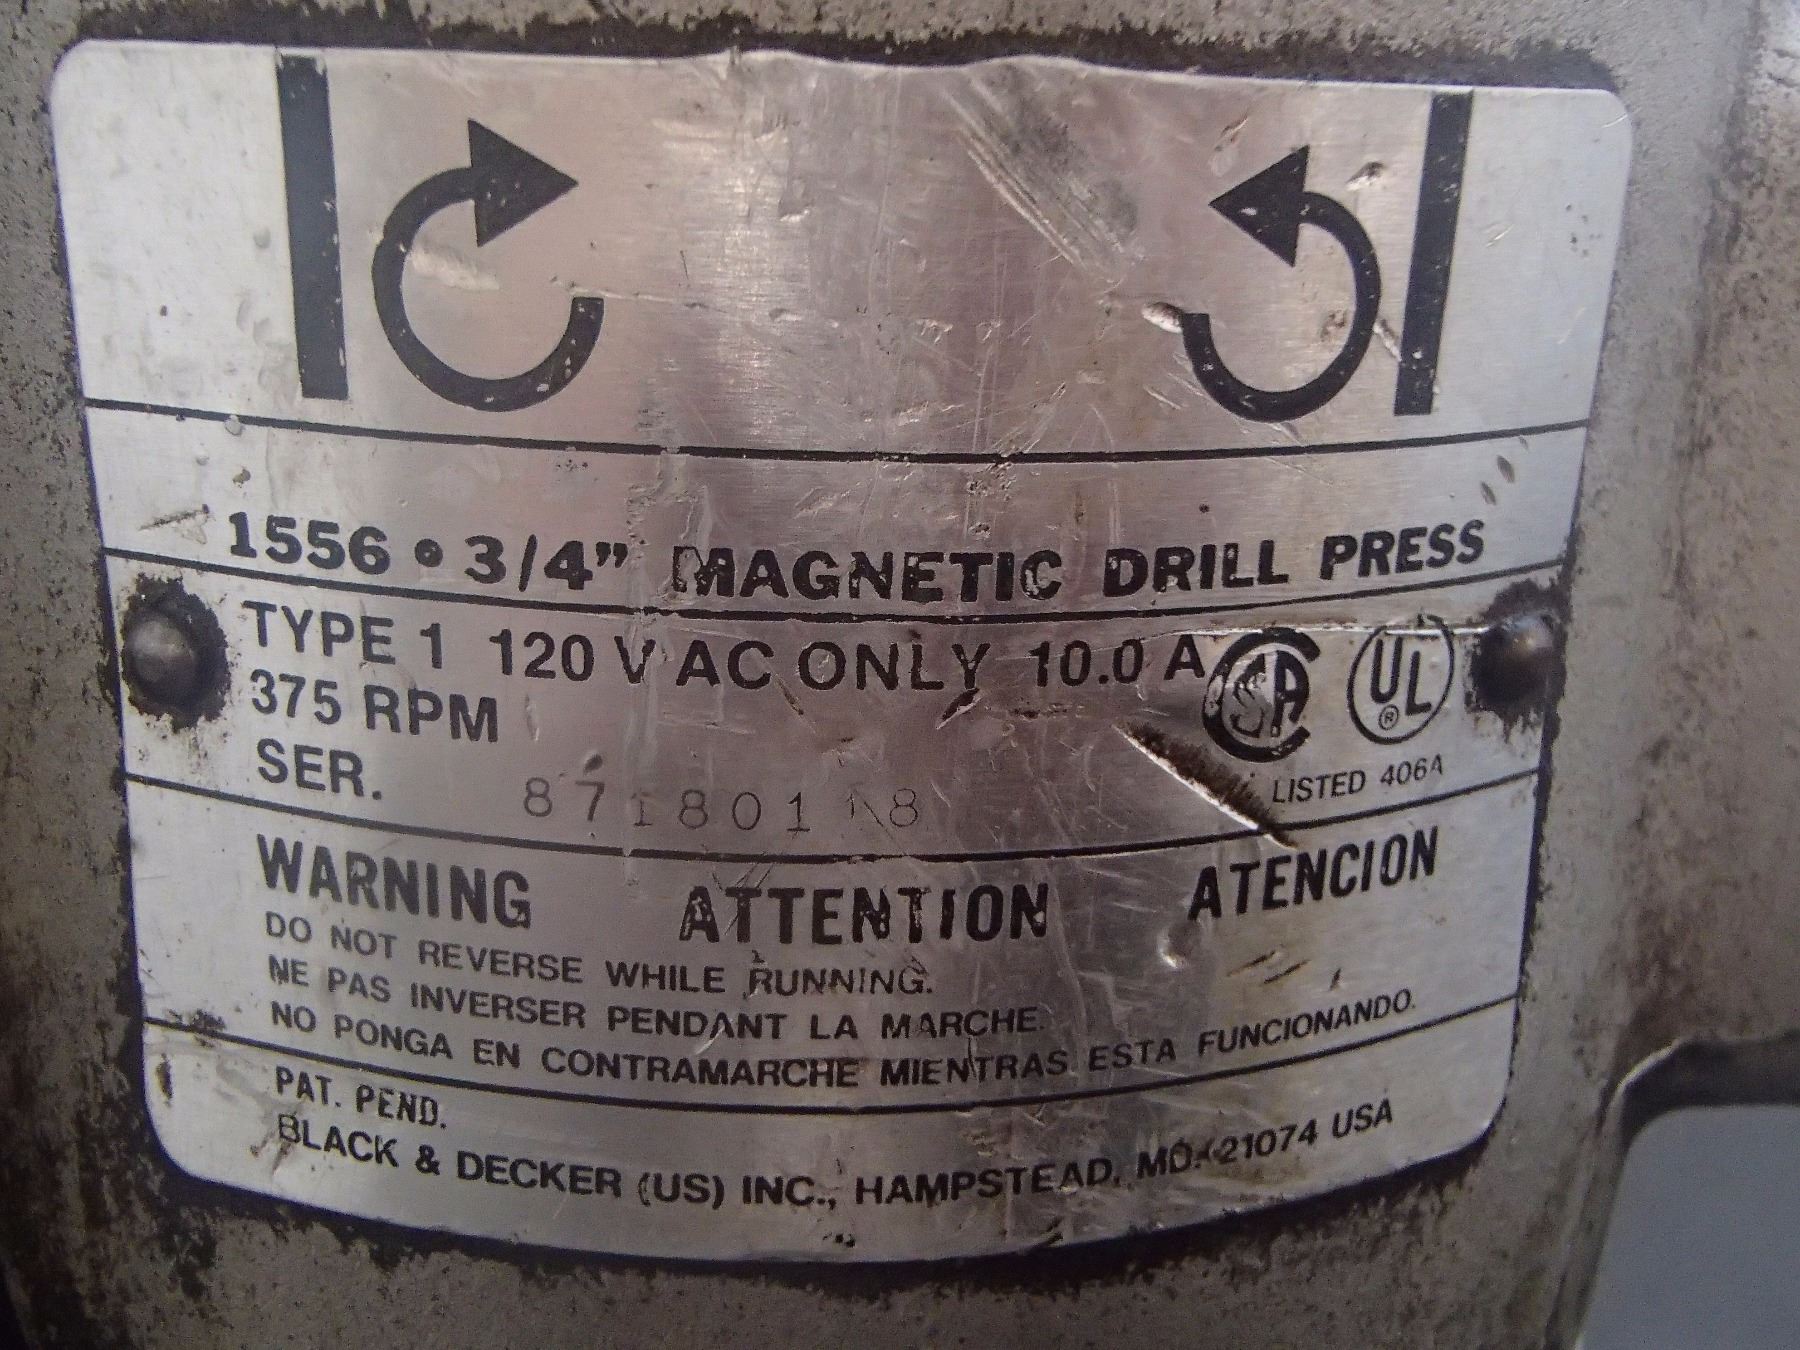 1556 • 3/4" MAGNETIC DRILL PRESS
TYPE 1 120 V AC ONLY 10.0 A
375 RPM
SER.
CSA UL ®
LISTED 406A
WARNING ATTENTION ATENCION
DO NOT REVERSE WHILE RUNNING.
NE PAS INVERSER PENDANT LA MARCHE.
NO PONGA EN CONTRAMARCHE MIENTRAS ESTA FUNCIONANDO.
PAT. PEND.
BLACK & DECKER (US) INC., HAMPSTEAD, MD. 21074 USA